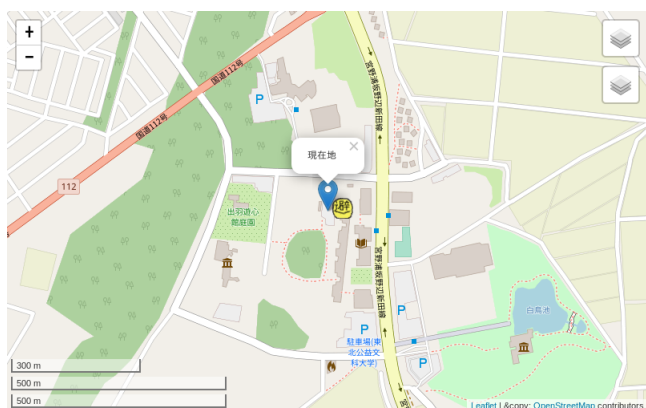 +
−
国道112号
国道112号
112
宮野浦坂野辺新田線
P
現在地
×
出羽遊心
館庭園
宮野浦坂野辺新田線
P
P
P
駐車場(東
北公益文
科大学)
白鳥池
300 m
500 m
500 m
Leaflet | &copy; OpenStreetMap contributors